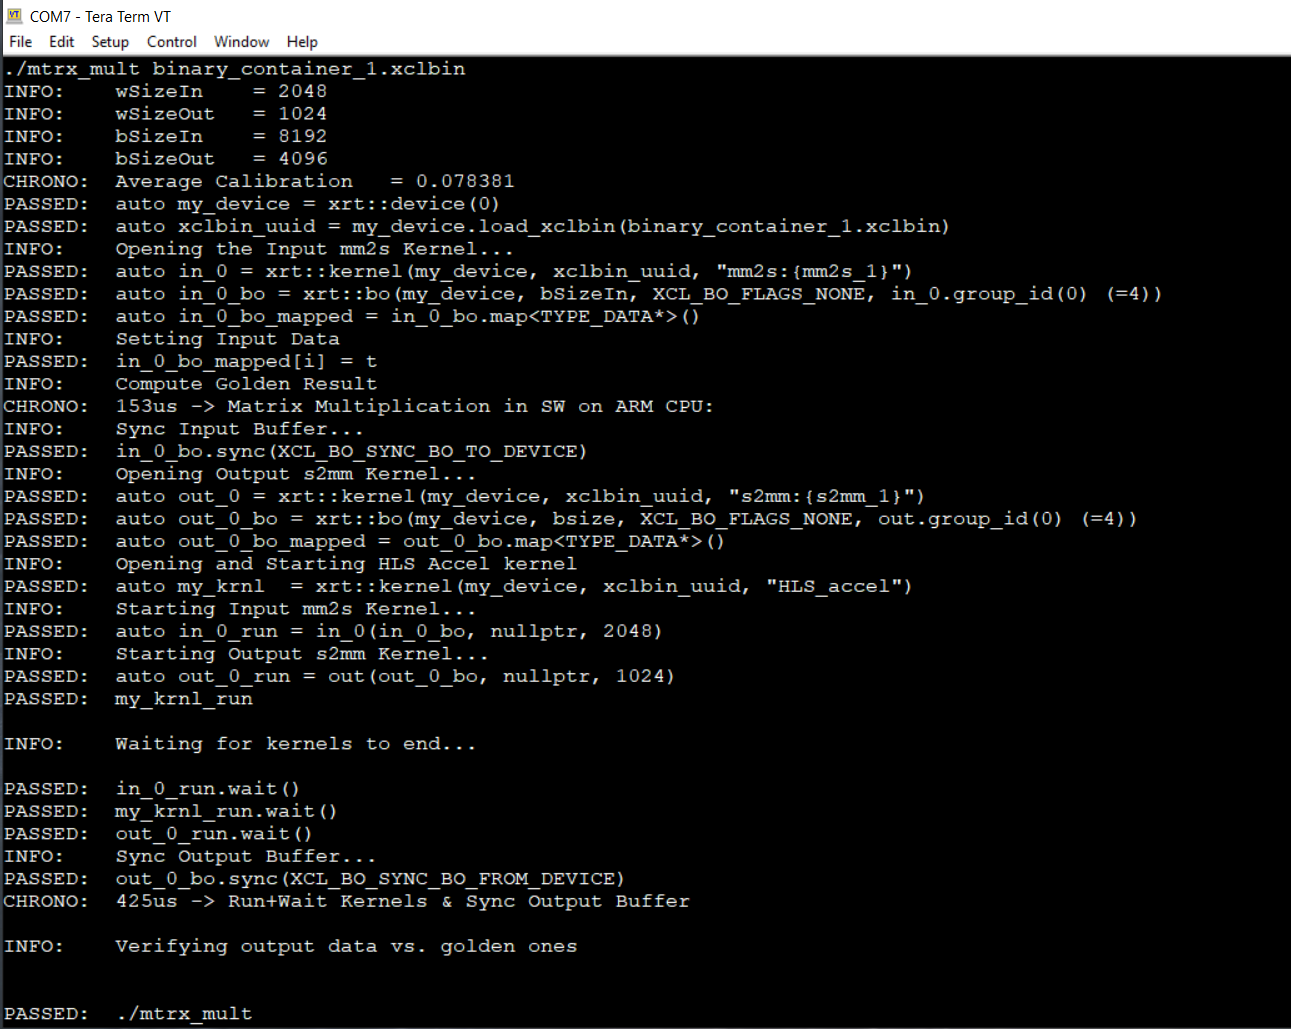 COM7 - Tera Term VT
File Edit Setup Control Window Help
./mtrx_mult binary_container_1.xclbin
INFO:    wSizeIn    = 2048
INFO:    wSizeOut   = 1024
INFO:    bSizeIn    = 8192
INFO:    bSizeOut   = 4096
CHRONO:  Average Calibration   = 0.078381
PASSED:  auto my_device = xrt::device(0)
PASSED:  auto xclbin_uuid = my_device.load_xclbin(binary_container_1.xclbin)
INFO:    Opening the Input mm2s Kernel...
PASSED:  auto in_0 = xrt::kernel(my_device, xclbin_uuid, "mm2s:{mm2s_1}")
PASSED:  auto in_0_bo = xrt::bo(my_device, bSizeIn, XCL_BO_FLAGS_NONE, in_0.group_id(0) (=4))
PASSED:  auto in_0_bo_mapped = in_0_bo.map<TYPE_DATA*>()
INFO:    Setting Input Data
PASSED:  in_0_bo_mapped[i] = t
INFO:    Compute Golden Result
CHRONO:  153us -> Matrix Multiplication in SW on ARM CPU:
INFO:    Sync Input Buffer...
PASSED:  in_0_bo.sync(XCL_BO_SYNC_BO_TO_DEVICE)
INFO:    Opening Output s2mm Kernel...
PASSED:  auto out_0 = xrt::kernel(my_device, xclbin_uuid, "s2mm:{s2mm_1}")
PASSED:  auto out_0_bo = xrt::bo(my_device, bsize, XCL_BO_FLAGS_NONE, out.group_id(0) (=4))
PASSED:  auto out_0_bo_mapped = out_0_bo.map<TYPE_DATA*>()
INFO:    Opening and Starting HLS Accel kernel
PASSED:  auto my_krnl  = xrt::kernel(my_device, xclbin_uuid, "HLS_accel")
INFO:    Starting Input mm2s Kernel...
PASSED:  auto in_0_run = in_0(in_0_bo, nullptr, 2048)
INFO:    Starting Output s2mm Kernel...
PASSED:  auto out_0_run = out(out_0_bo, nullptr, 1024)
PASSED:  my_krnl_run
INFO:    Waiting for kernels to end...
PASSED:  in_0_run.wait()
PASSED:  my_krnl_run.wait()
PASSED:  out_0_run.wait()
INFO:    Sync Output Buffer...
PASSED:  out_0_bo.sync(XCL_BO_SYNC_BO_FROM_DEVICE)
CHRONO:  425us -> Run+Wait Kernels & Sync Output Buffer
INFO:    Verifying output data vs. golden ones
PASSED:  ./mtrx_mult